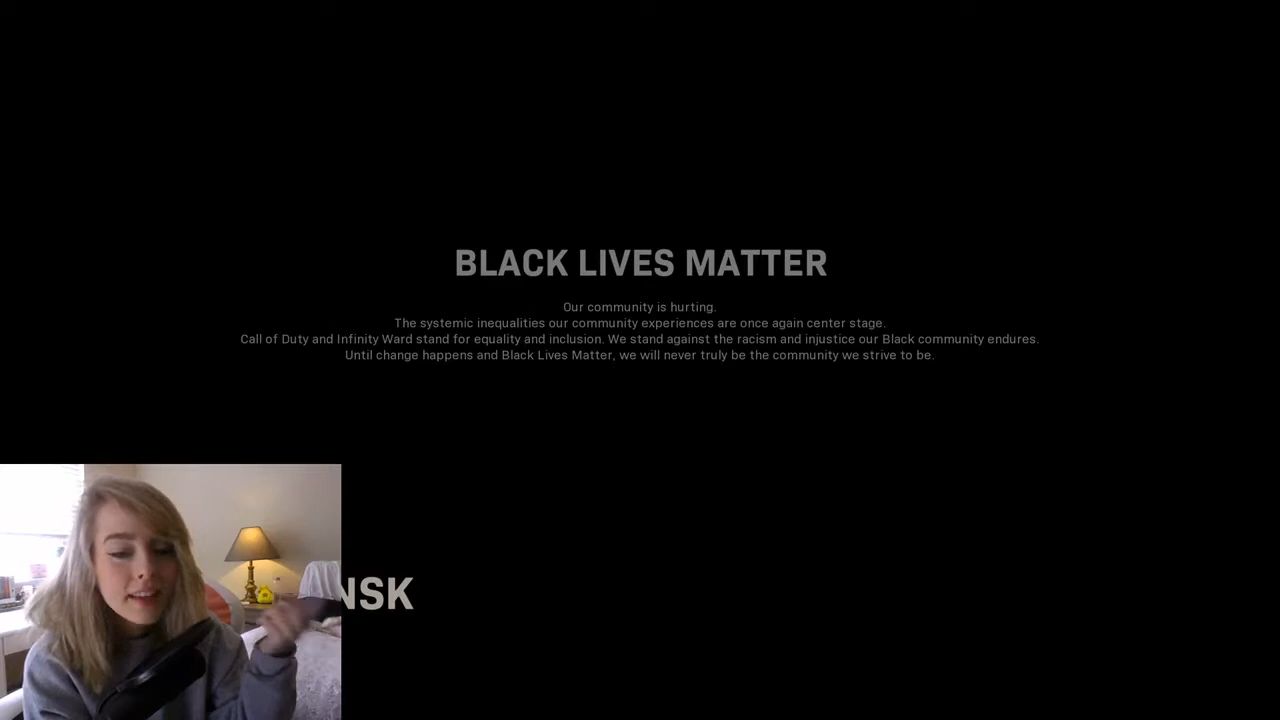 BLACK LIVES MATTER
Our community is hurting.
The systemic inequalities our community experiences are once again center stage.
Call of Duty and Infinity Ward stand for equality and inclusion. We stand against the racism and injustice our Black community endures.
Until change happens and Black Lives Matter, we will never truly be the community we strive to be.
NSK